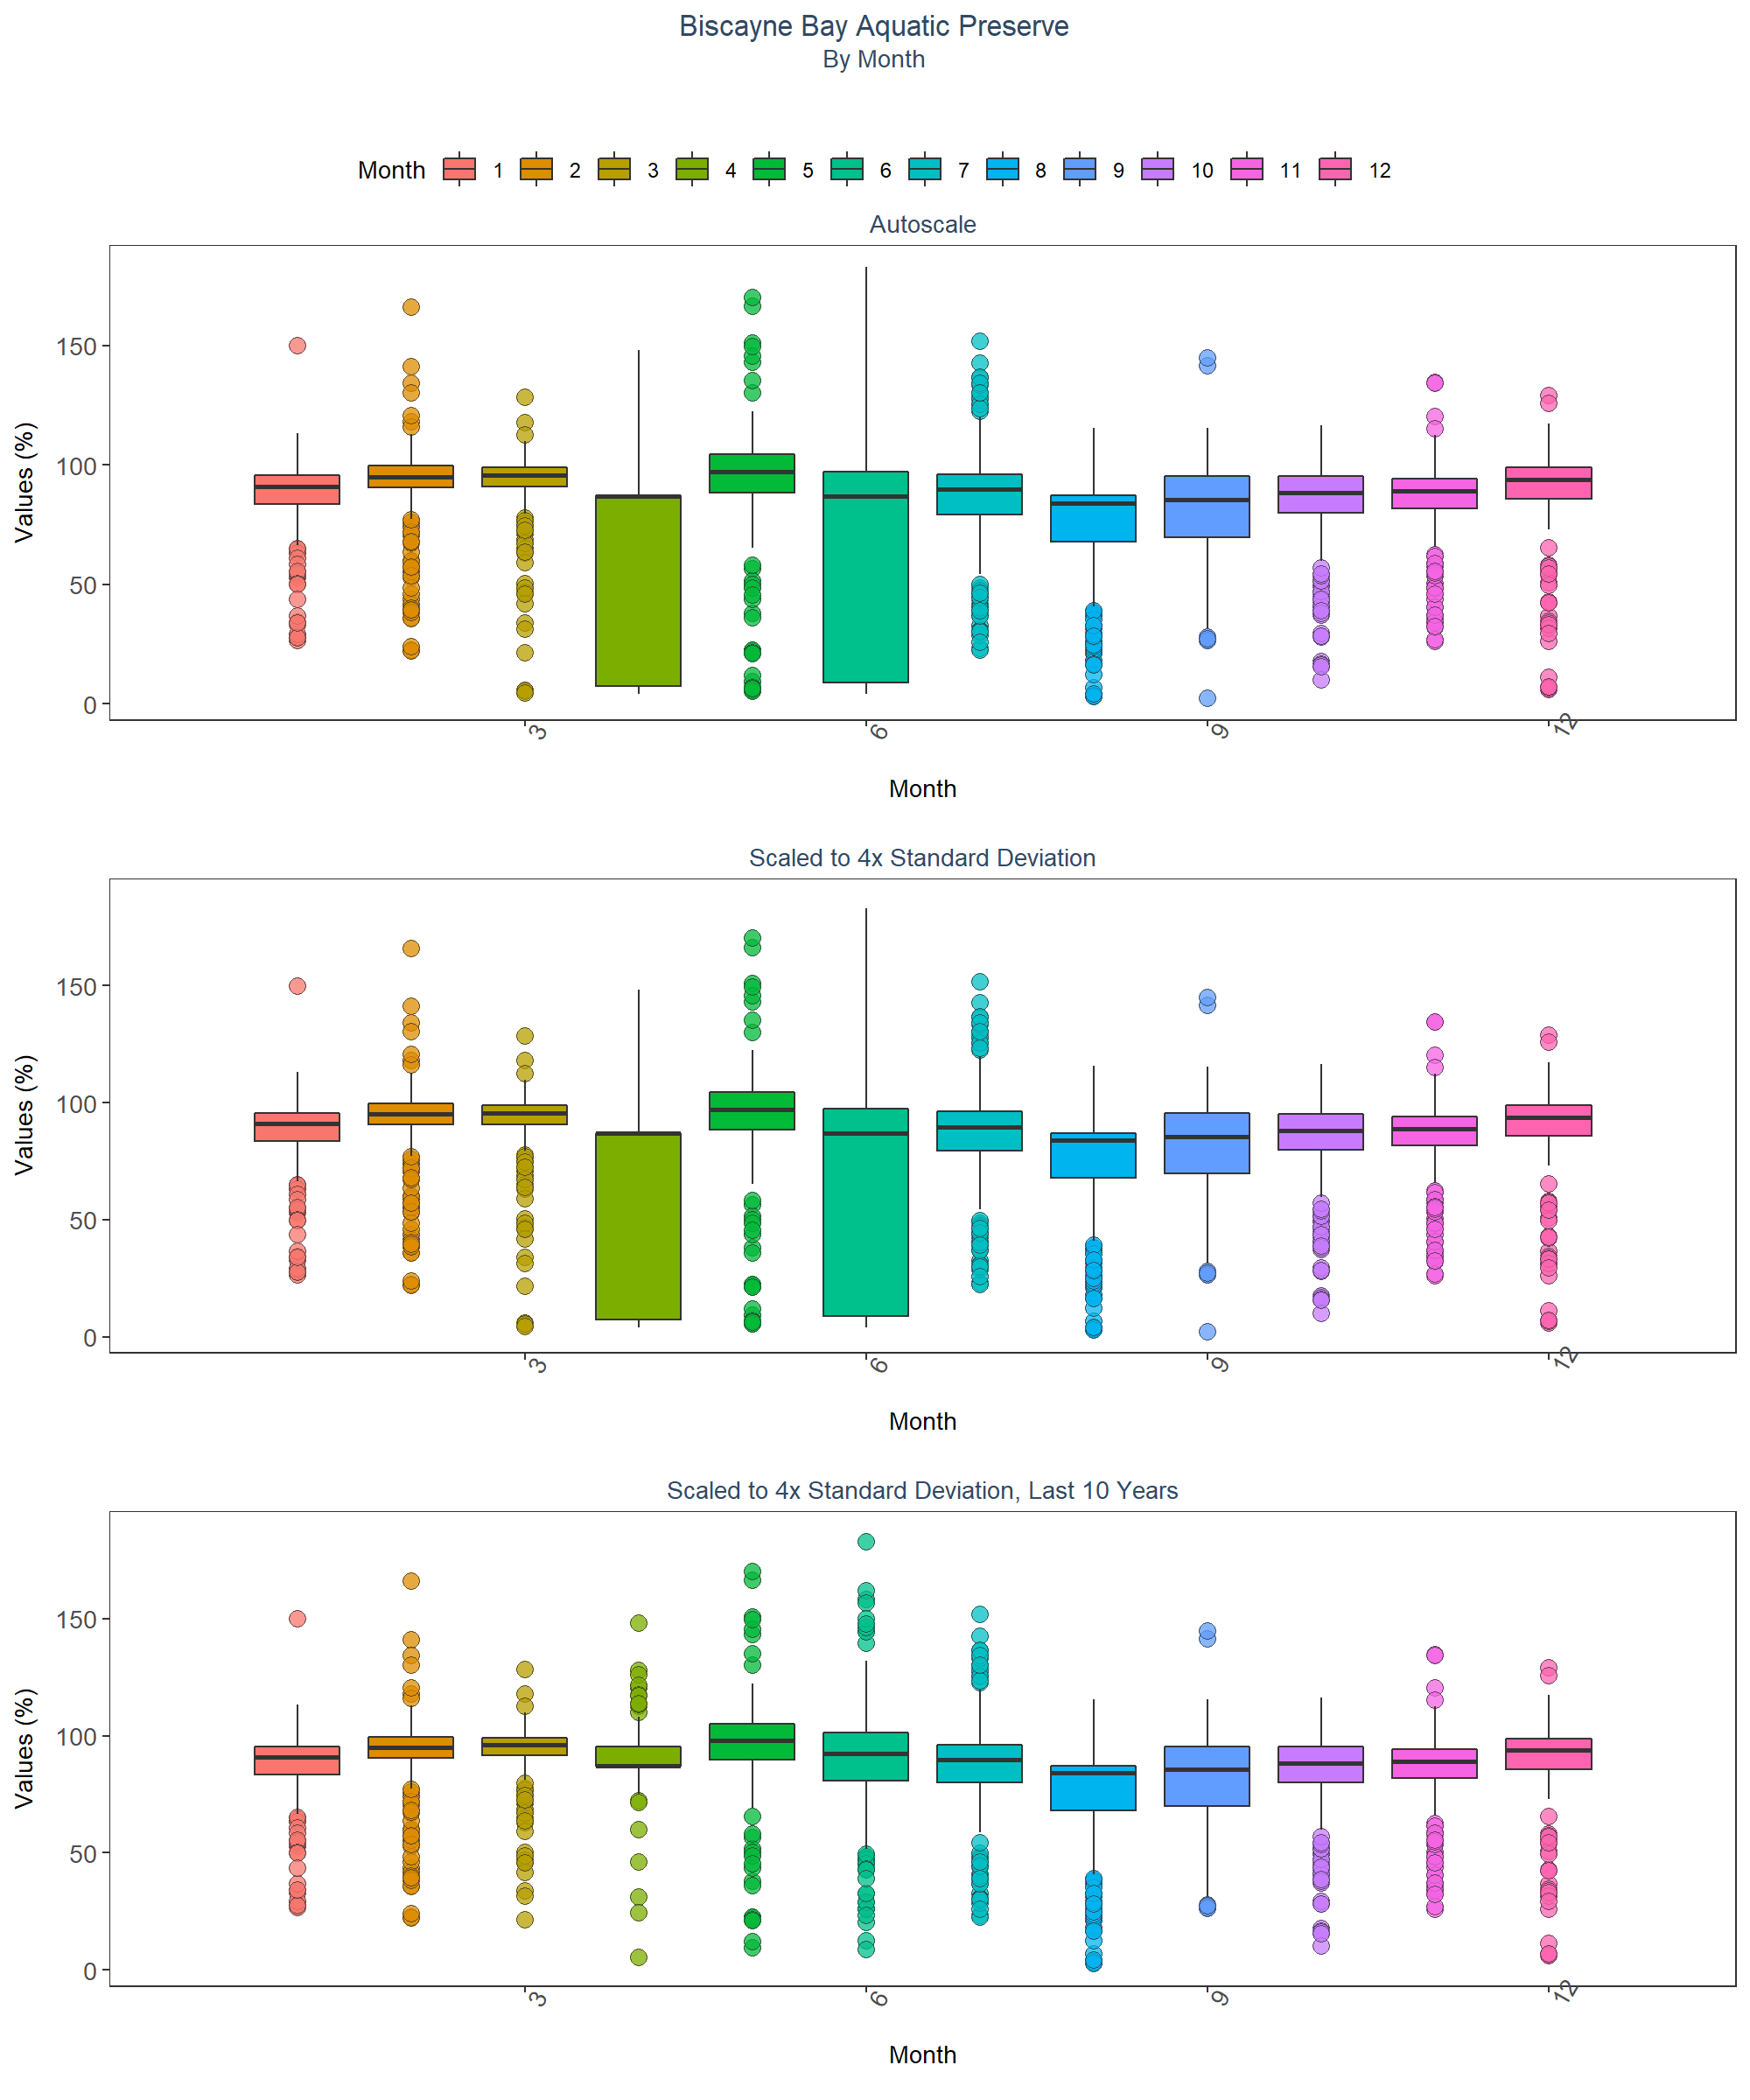 Biscayne Bay Aquatic Preserve
By Month
Month 1 2 3 4 5 6 7 8 9 10 11 12
Autoscale
Values (%)
150
100
50
0
3 6 9 12
Month
Scaled to 4x Standard Deviation
Values (%)
150
100
50
0
3 6 9 12
Month
Scaled to 4x Standard Deviation, Last 10 Years
Values (%)
150
100
50
0
3 6 9 12
Month